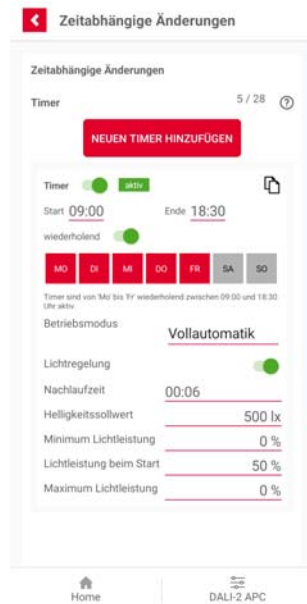 Zeitabhängige Änderungen
Zeitabhängige Änderungen
Timer 5 / 28
NEUEN TIMER HINZUFÜGEN
Timer aktiv
Start 09:00 Ende 18:30
wiederholend
MO DI MI DO FR SA SO
Timer sind von 'Mo' bis 'Fr' wiederholend zwischen 09:00 und 18:30
Uhr aktiv
Betriebsmodus Vollautomatik
Lichtregelung
Nachlaufzeit 00:06
Helligkeitssollwert 500 lx
Minimum Lichtleistung 0 %
Lichtleistung beim Start 50 %
Maximum Lichtleistung 0 %
Home DALI-2 APC